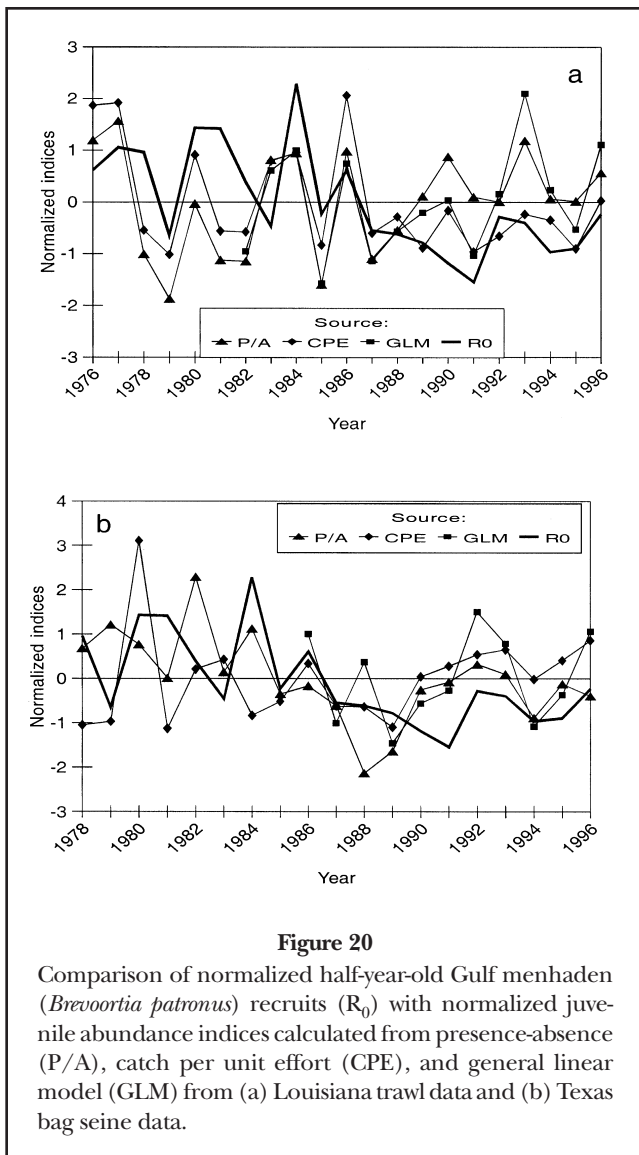 3
2
1
0
-1
-2
-3
Normalized indices
a
Source:
P/A CPE GLM R0
1976 1978 1980 1982 1984 1986 1988 1990 1992 1994 1996
Year
4
3
2
1
0
-1
-2
-3
Normalized indices
b
Source:
P/A CPE GLM R0
1978 1980 1982 1984 1986 1988 1990 1992 1994 1996
Year
Figure 20
Comparison of normalized half-year-old Gulf menhaden
(Brevoortia patronus) recruits (R₀) with normalized juve-
nile abundance indices calculated from presence-absence
(P/A), catch per unit effort (CPE), and general linear
model (GLM) from (a) Louisiana trawl data and (b) Texas
bag seine data.